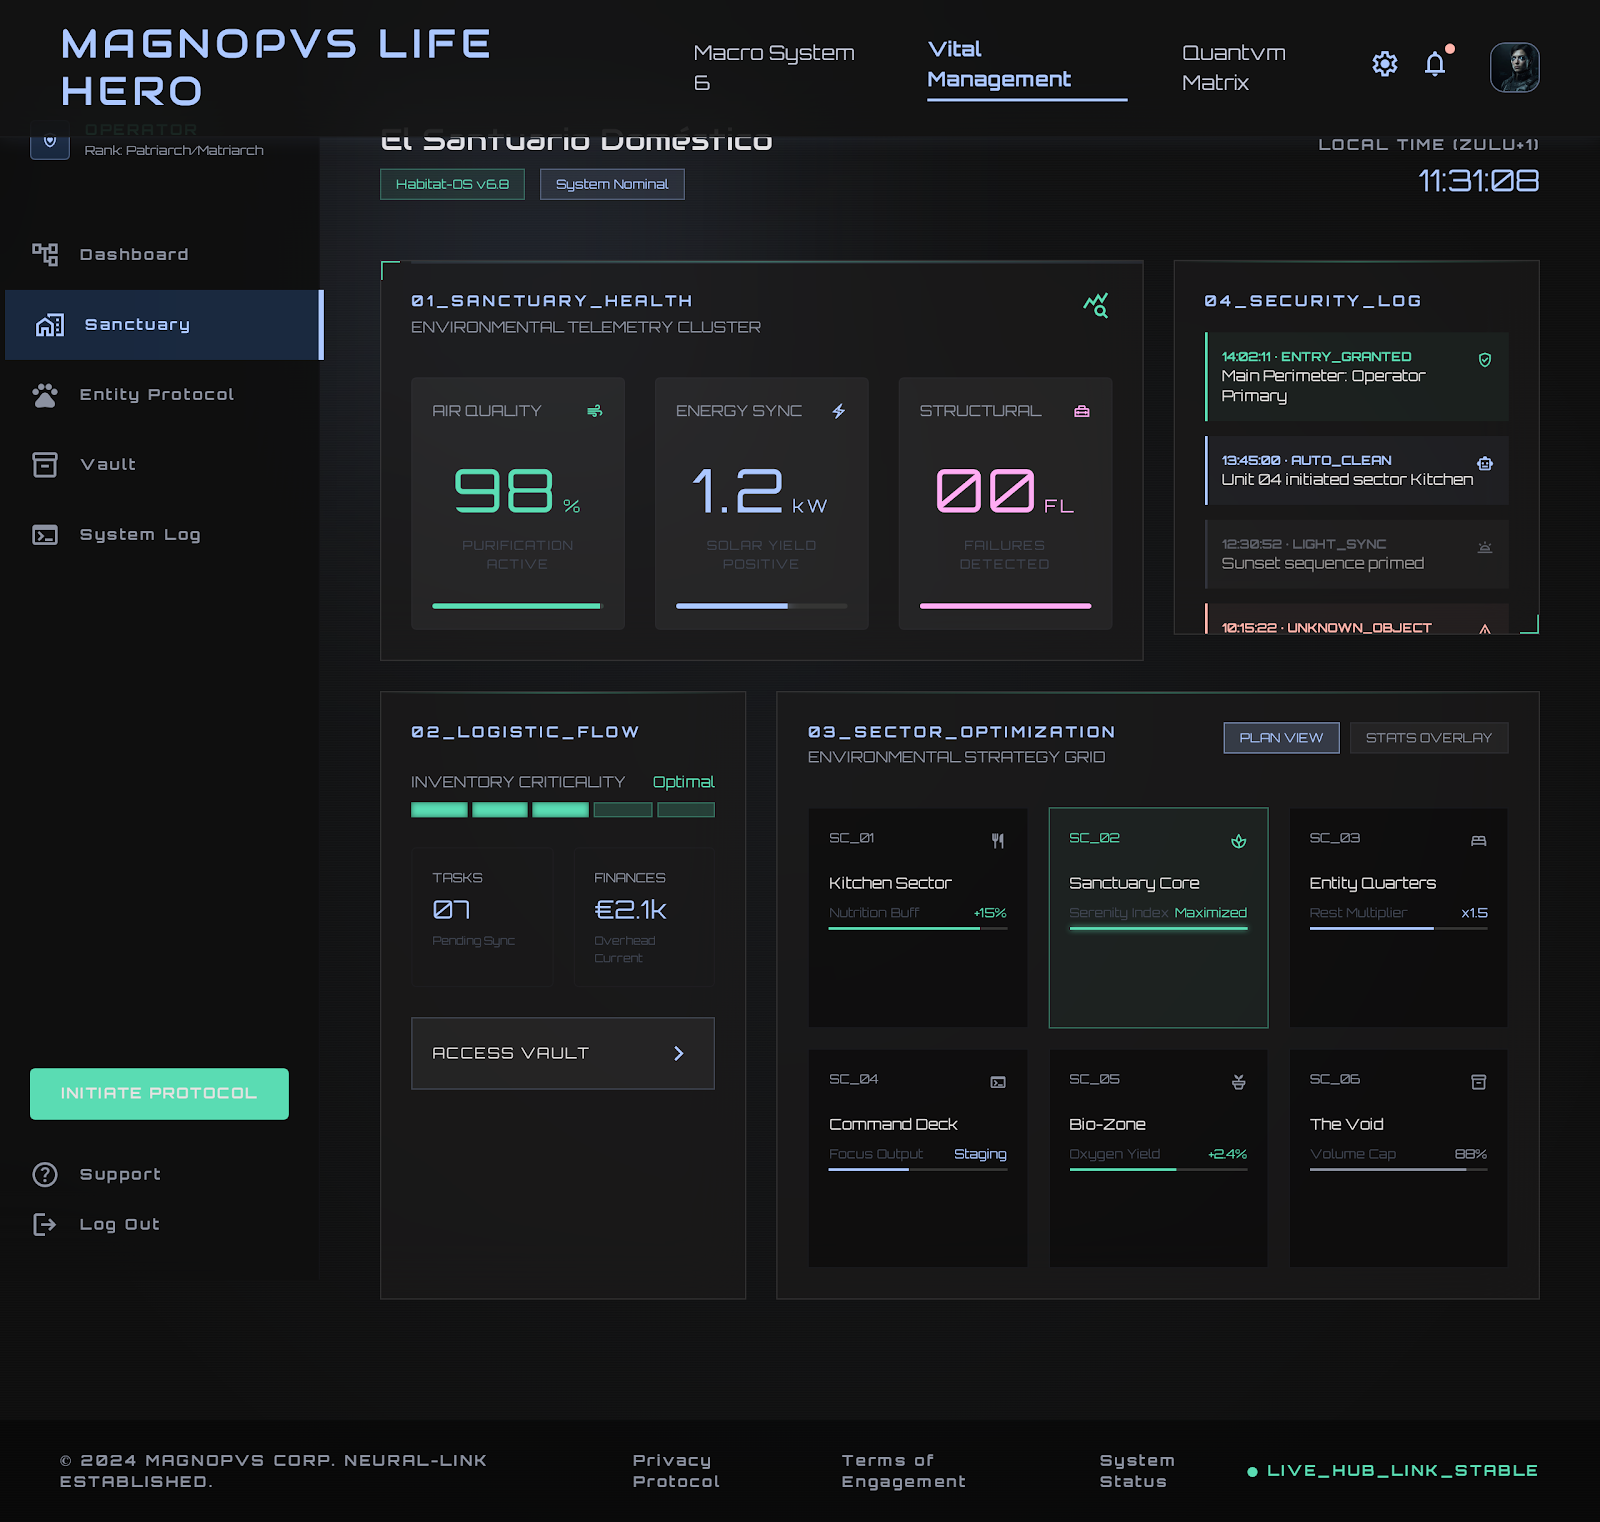 MAGNOPVS LIFE
HERO
Macro System
6
Vital
Management
Quantvm
Matrix
OPERATOR
Rank: Patriarch/Matriarch
Dashboard
Sanctuary
Entity Protocol
Vault
System Log
INITIATE PROTOCOL
Support
Log Out
El Santuario Doméstico
Habitat-OS v6.8
System Nominal
LOCAL TIME (ZULU+1)
11:31:08
01_SANCTUARY_HEALTH
ENVIRONMENTAL TELEMETRY CLUSTER
AIR QUALITY
98 %
PURIFICATION
ACTIVE
ENERGY SYNC
1.2 kW
SOLAR YIELD
POSITIVE
STRUCTURAL
00 FL
FAILURES
DETECTED
04_SECURITY_LOG
14:02:11 · ENTRY_GRANTED
Main Perimeter: Operator
Primary
13:45:00 · AUTO_CLEAN
Unit 04 initiated sector Kitchen
12:30:52 · LIGHT_SYNC
Sunset sequence primed
10:15:22 · UNKNOWN_OBJECT
02_LOGISTIC_FLOW
INVENTORY CRITICALITY Optimal
TASKS
07
Pending Sync
FINANCES
€2.1k
Overhead
Current
ACCESS VAULT
03_SECTOR_OPTIMIZATION
ENVIRONMENTAL STRATEGY GRID
PLAN VIEW
STATS OVERLAY
SC_01
Kitchen Sector
Nutrition Buff +15%
SC_02
Sanctuary Core
Serenity Index Maximized
SC_03
Entity Quarters
Rest Multiplier x1.5
SC_04
Command Deck
Focus Output Staging
SC_05
Bio-Zone
Oxygen Yield +2.4%
SC_06
The Void
Volume Cap 88%
© 2024 MAGNOPVS CORP. NEURAL-LINK
ESTABLISHED.
Privacy
Protocol
Terms of
Engagement
System
Status
LIVE_HUB_LINK_STABLE